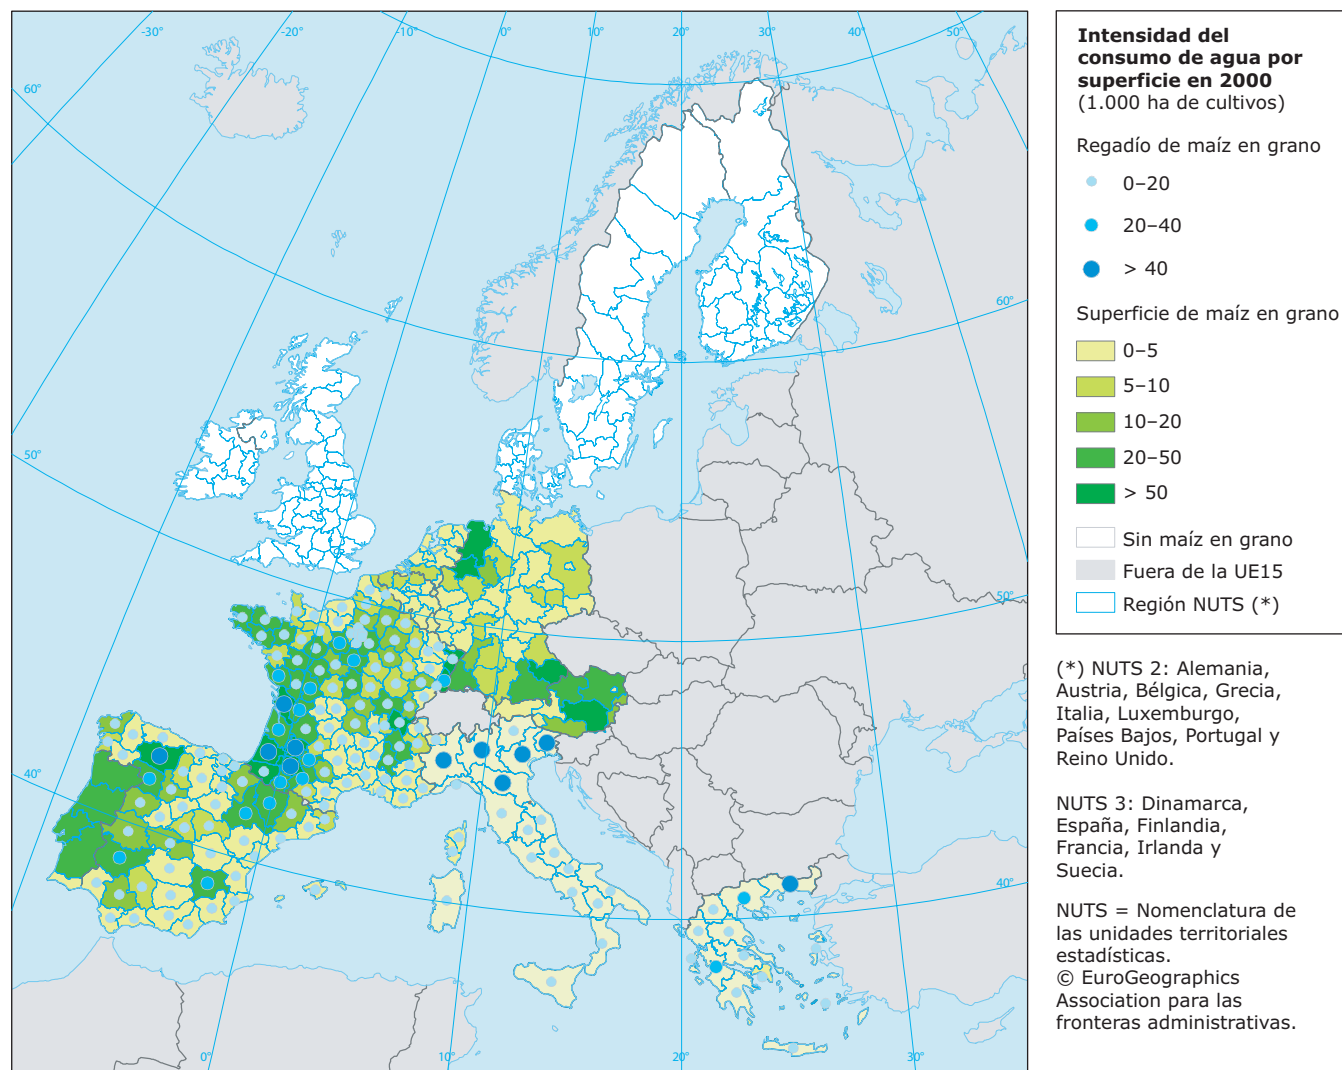 -30°
-20°
-10°
0°
10°
20°
30°
40°
50°
60°
60°
50°
50°
40°
40°
0°
10°
20°
30°
Intensidad del
consumo de agua por
superficie en 2000
(1.000 ha de cultivos)
Regadío de maíz en grano
0–20
20–40
> 40
Superficie de maíz en grano
0–5
5–10
10–20
20–50
> 50
Sin maíz en grano
Fuera de la UE15
Región NUTS (*)
(*) NUTS 2: Alemania,
Austria, Bélgica, Grecia,
Italia, Luxemburgo,
Países Bajos, Portugal y
Reino Unido.
NUTS 3: Dinamarca,
España, Finlandia,
Francia, Irlanda y
Suecia.
NUTS = Nomenclatura de
las unidades territoriales
estadísticas.
© EuroGeographics
Association para las
fronteras administrativas.